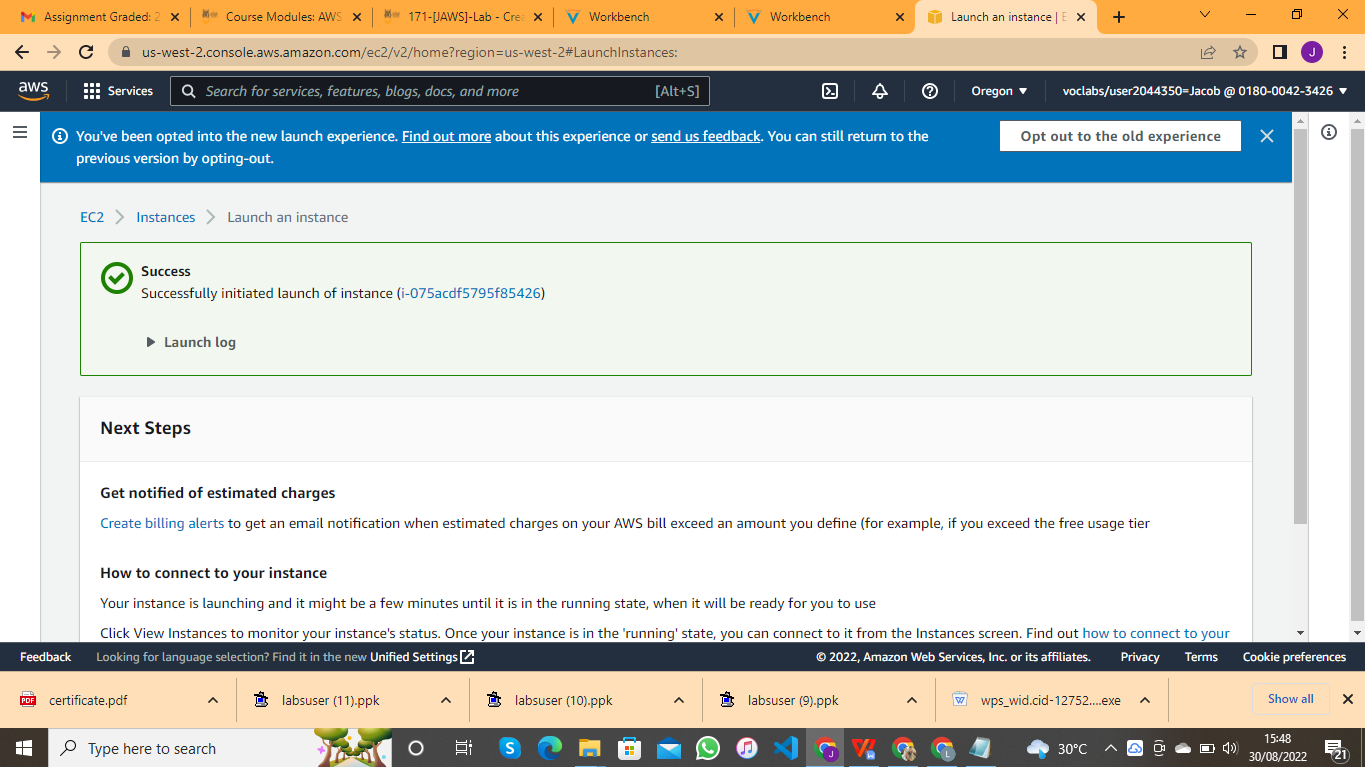 Assignment Graded: 2
Course Modules: AWS
171-[JAWS]-Lab - Cre
Workbench
Workbench
Launch an instance | E
us-west-2.console.aws.amazon.com/ec2/v2/home?region=us-west-2#LaunchInstances:
J
aws
Services
Search for services, features, blogs, docs, and more
[Alt+S]
Oregon
voclabs/user2044350=Jacob @ 0180-0042-3426
You've been opted into the new launch experience. Find out more about this experience or send us feedback. You can still return to the
previous version by opting-out.
Opt out to the old experience
EC2
Instances
Launch an instance
Success
Successfully initiated launch of instance (i-075acdf5795f85426)
Launch log
Next Steps
Get notified of estimated charges
Create billing alerts to get an email notification when estimated charges on your AWS bill exceed an amount you define (for example, if you exceed the free usage tier
How to connect to your instance
Your instance is launching and it might be a few minutes until it is in the running state, when it will be ready for you to use
Click View Instances to monitor your instance's status. Once your instance is in the 'running' state, you can connect to it from the Instances screen. Find out how to connect to your
Feedback
Looking for language selection? Find it in the new Unified Settings
© 2022, Amazon Web Services, Inc. or its affiliates.
Privacy
Terms
Cookie preferences
PDF
certificate.pdf
labsuser (11).ppk
labsuser (10).ppk
labsuser (9).ppk
wps_wid.cid-12752....exe
Show all
Type here to search
30°C
15:48
30/08/2022
21